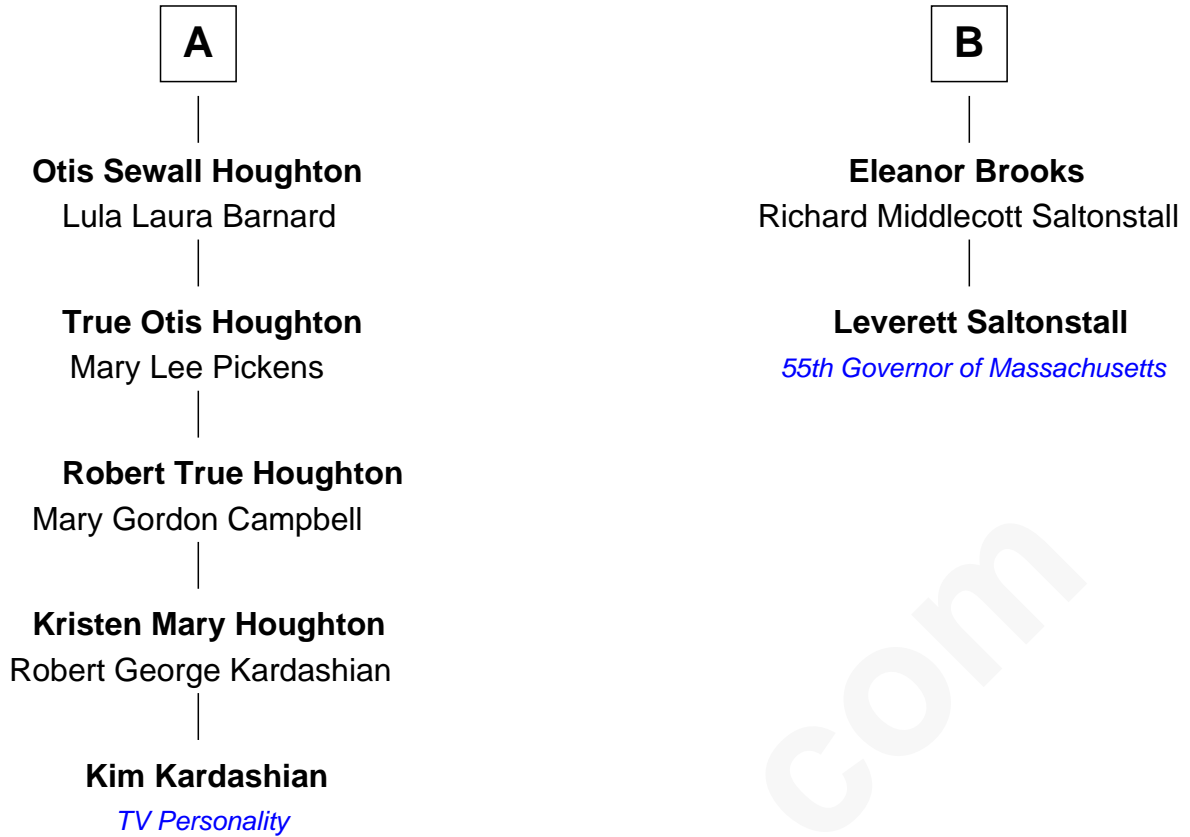 A
Otis Sewall Houghton
Lula Laura Barnard
True Otis Houghton
Mary Lee Pickens
Robert True Houghton
Mary Gordon Campbell
Kristen Mary Houghton
Robert George Kardashian
Kim Kardashian
TV Personality
B
Eleanor Brooks
Richard Middlecott Saltonstall
Leverett Saltonstall
55th Governor of Massachusetts
com